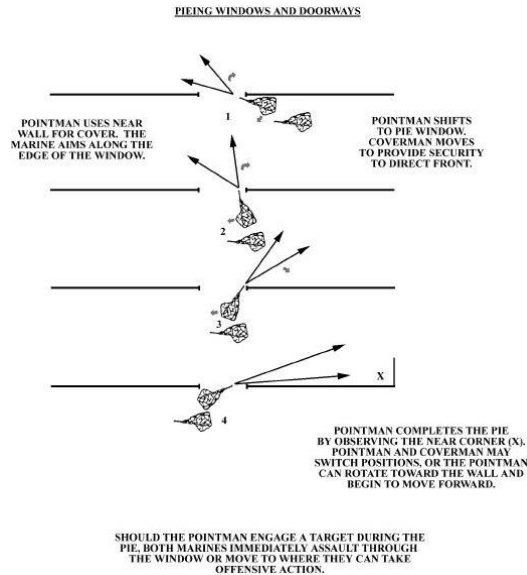 PIEING WINDOWS AND DOORWAYS
1
POINTMAN USES NEAR
WALL FOR COVER. THE
MARINE AIMS ALONG THE
EDGE OF THE WINDOW.
POINTMAN SHIFTS
TO PIE WINDOW.
COVERMAN MOVES
TO PROVIDE SECURITY
TO DIRECT FRONT.
2
3
X
4
POINTMAN COMPLETES THE PIE
BY OBSERVING THE NEAR CORNER (X).
POINTMAN AND COVERMAN MAY
SWITCH POSITIONS, OR THE POINTMAN
CAN ROTATE TOWARD THE WALL AND
BEGIN TO MOVE FORWARD.
SHOULD THE POINTMAN ENGAGE A TARGET DURING THE
PIE, BOTH MARINES IMMEDIATELY ASSAULT THROUGH
THE WINDOW OR MOVE TO WHERE THEY CAN TAKE
OFFENSIVE ACTION.